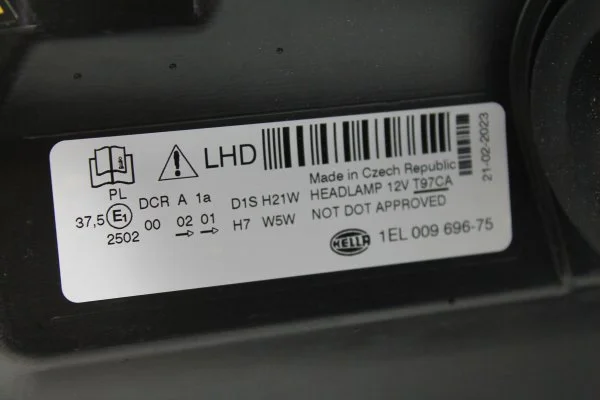 LHD
PL
37,5 E1 DCR A 1a
2502 00 02 01
D1S H21W
H7 W5W
Made in Czech Republic
HEADLAMP 12V T97CA
NOT DOT APPROVED
HELLA 1EL 009 696-75
21-02-2023